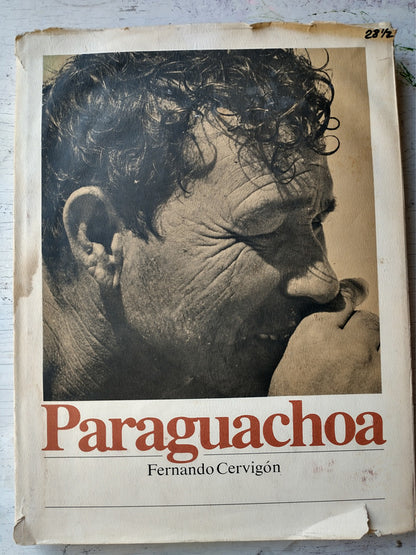 23 1/2
Paraguachoa
Fernando Cervigón